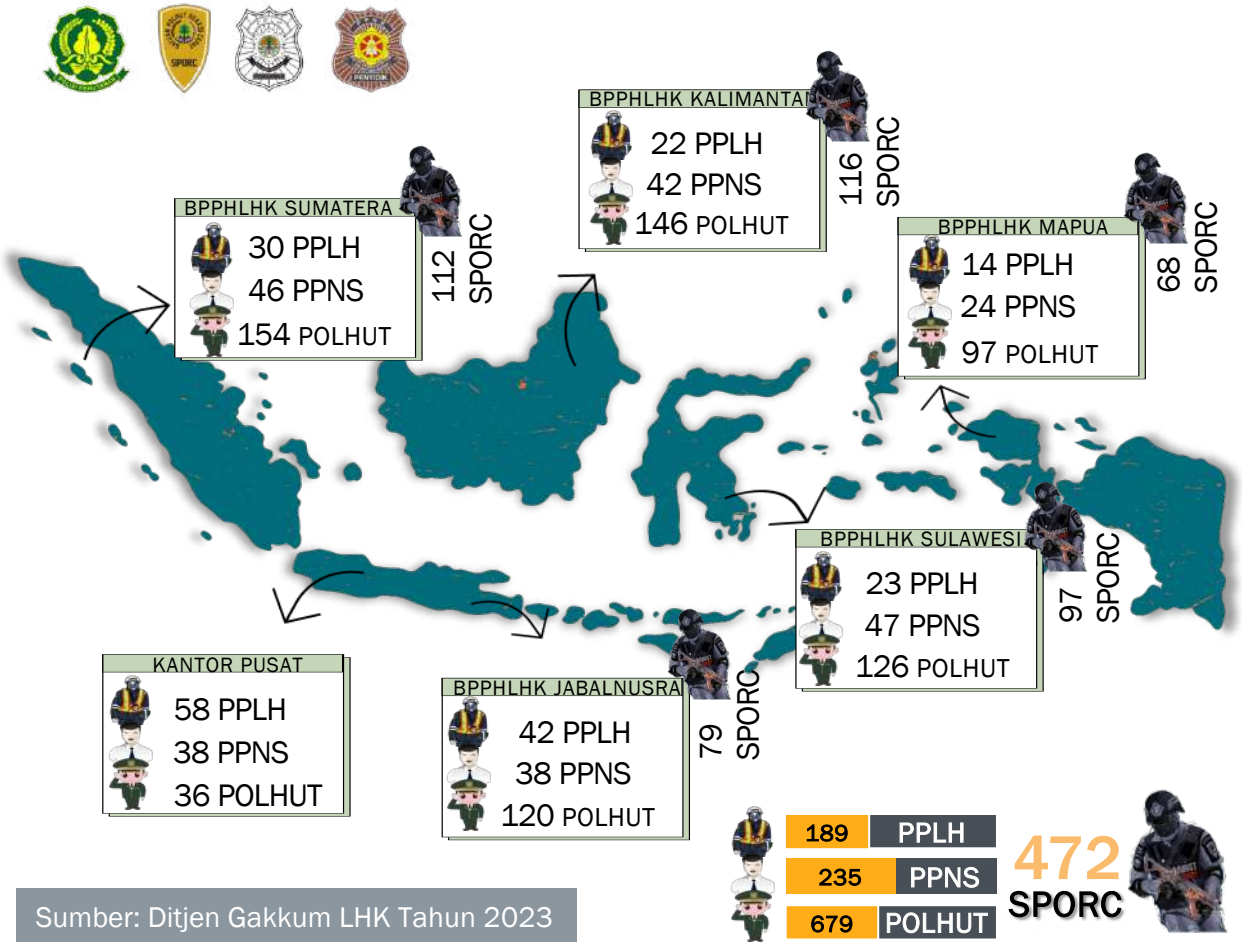 SPORC
PENYIDIK
BPPHLHK KALIMANTAN
22 PPLH
42 PPNS
146 POLHUT
116
SPORC
BPPHLHK SUMATERA
30 PPLH
46 PPNS
154 POLHUT
112
SPORC
BPPHLHK MAPUA
14 PPLH
24 PPNS
97 POLHUT
68
SPORC
BPPHLHK SULAWESI
23 PPLH
47 PPNS
126 POLHUT
97
SPORC
KANTOR PUSAT
58 PPLH
38 PPNS
36 POLHUT
BPPHLHK JABALNUSRA
42 PPLH
38 PPNS
120 POLHUT
79
SPORC
189 PPLH
235 PPNS
679 POLHUT
472
SPORC
Sumber: Ditjen Gakkum LHK Tahun 2023